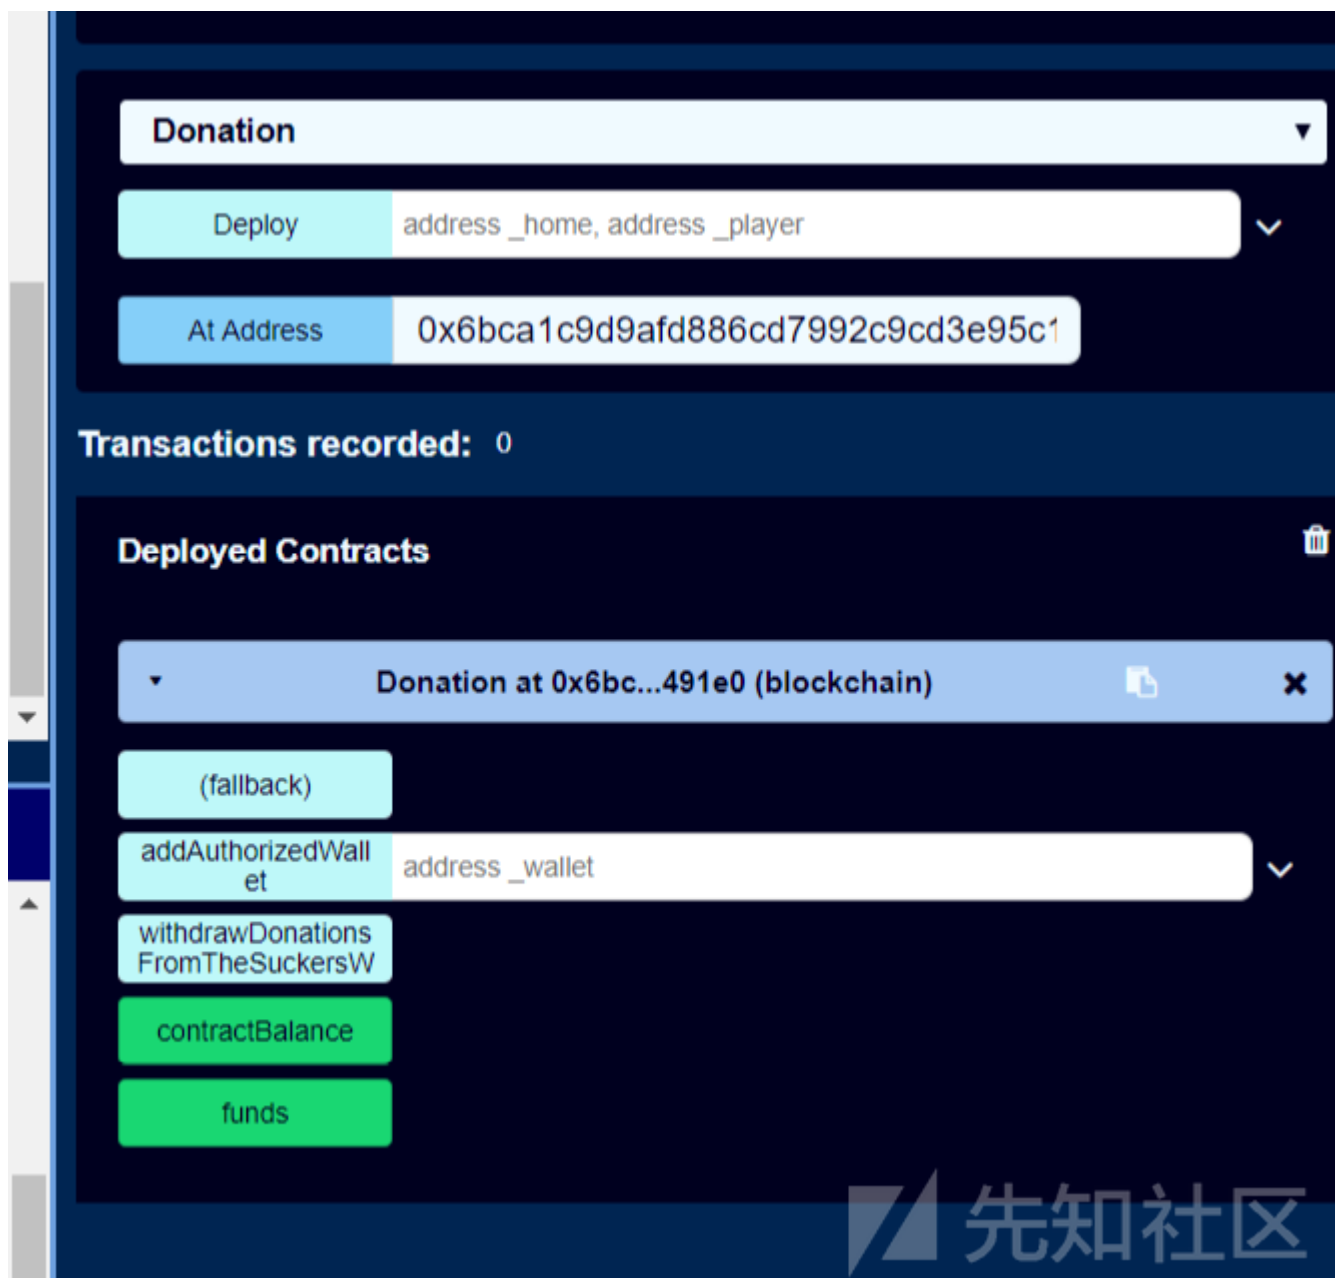 Donation
Deploy address _home, address _player
At Address 0x6bca1c9d9afd886cd7992c9cd3e95c1
Transactions recorded: 0
Deployed Contracts
Donation at 0x6bc...491e0 (blockchain)
(fallback)
addAuthorizedWall
et
address _wallet
withdrawDonations
FromTheSuckersW
contractBalance
funds
先知社区